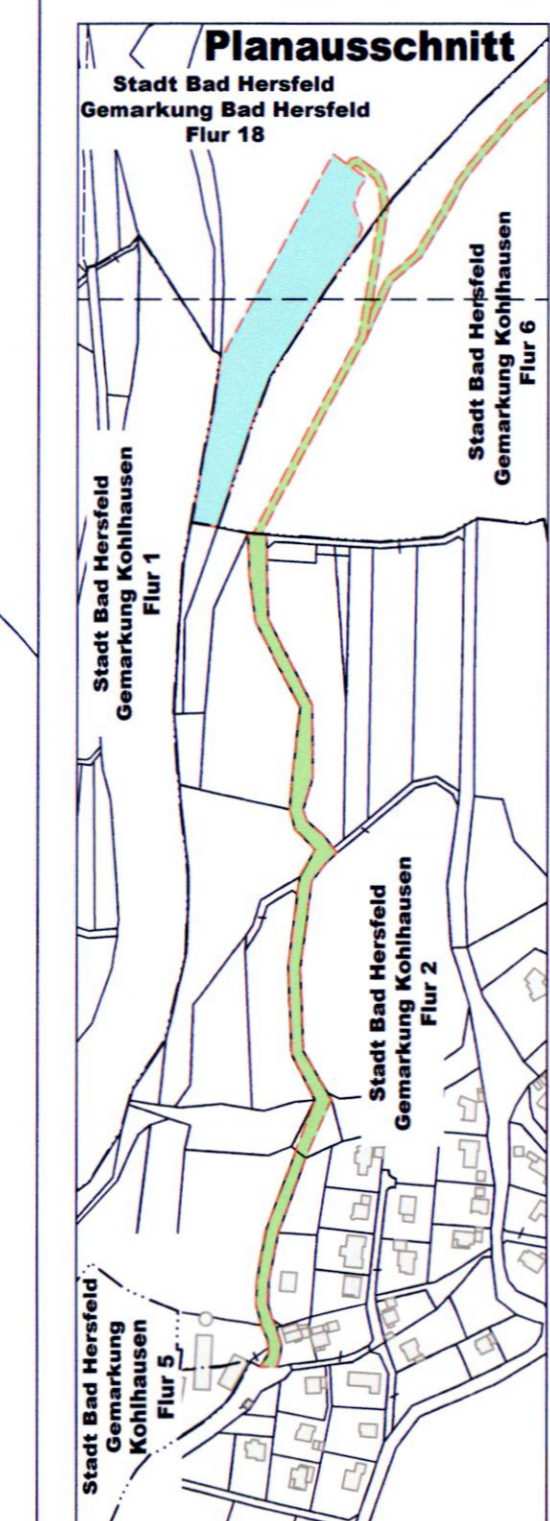 Planausschnitt
Stadt Bad Hersfeld
Gemarkung Bad Hersfeld
Flur 18
Stadt Bad Hersfeld
Gemarkung Kohlhausen
Flur 6
Stadt Bad Hersfeld
Gemarkung Kohlhausen
Flur 1
Stadt Bad Hersfeld
Gemarkung Kohlhausen
Flur 2
Stadt Bad Hersfeld
Gemarkung
Kohlhausen
Flur 5